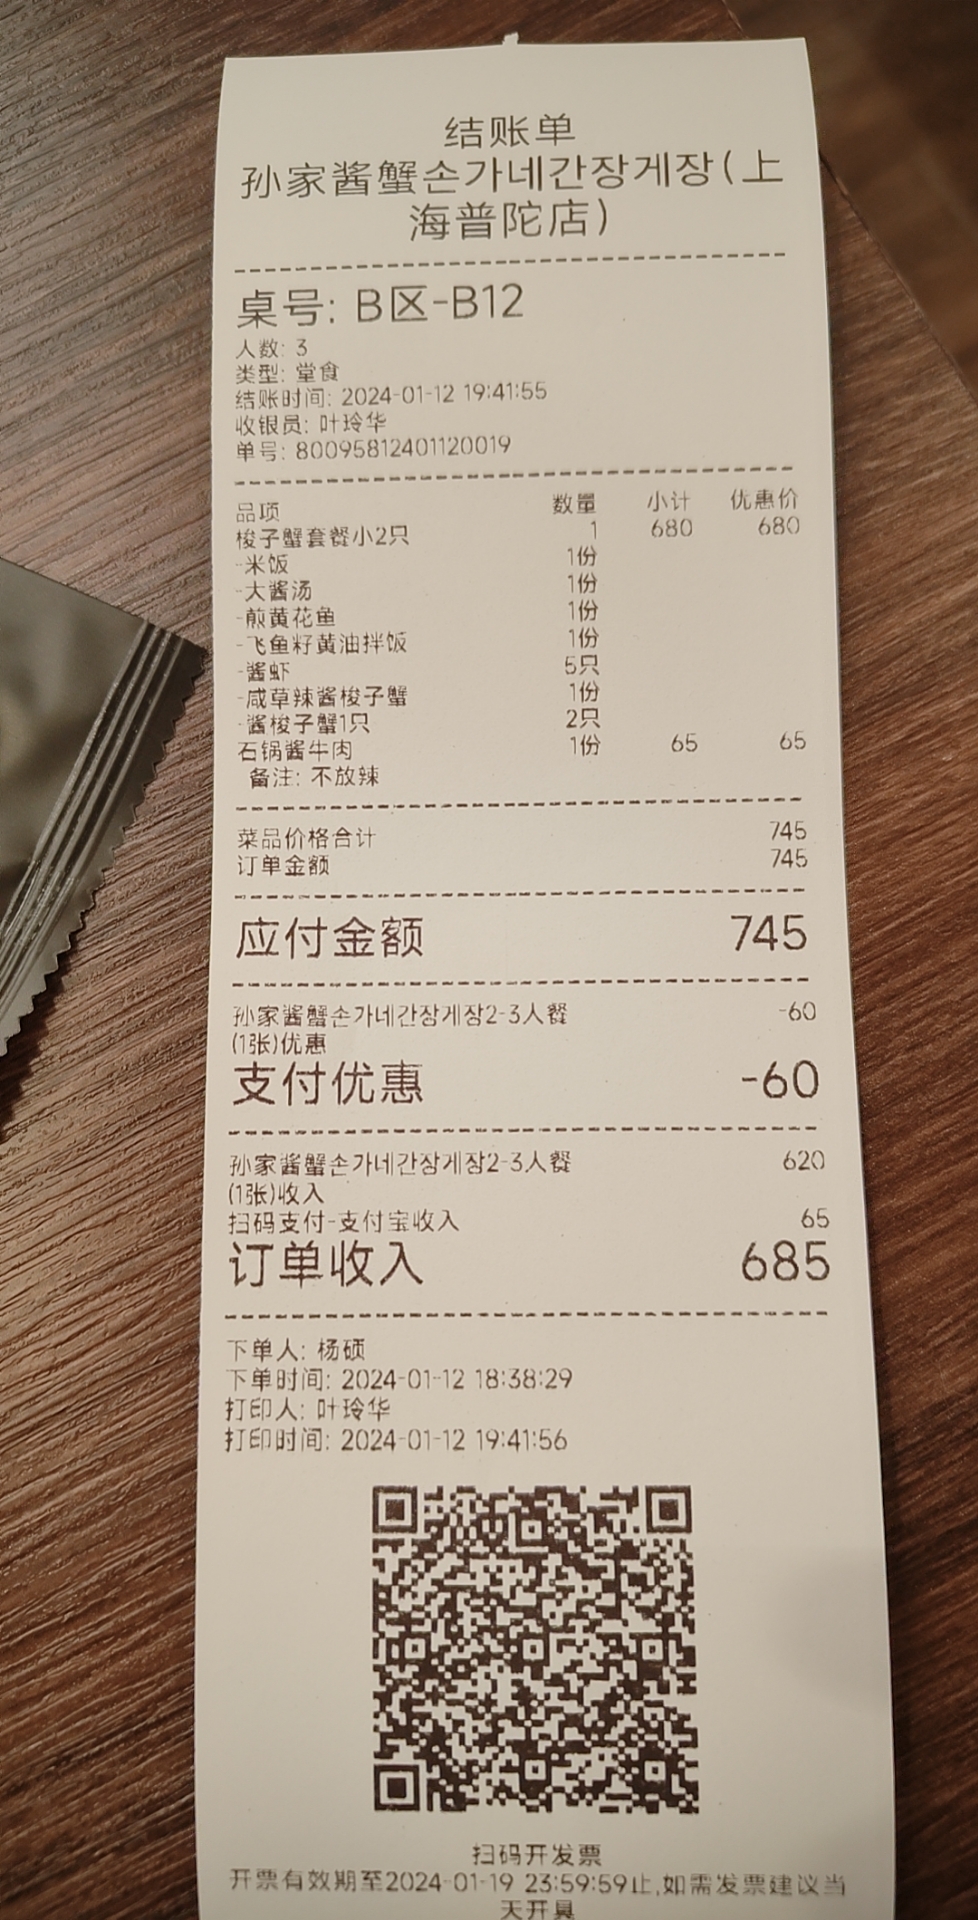 结账单
孙家酱蟹손가네간장게장(上
海普陀店)
桌号: B区-B12
人数: 3
类型: 堂食
结账时间: 2024-01-12 19:41:55
收银员: 叶玲华
单号: 80095812401120019
品项 数量 小计 优惠价
梭子蟹套餐小2只 1 680 680
-米饭 1份
-大酱汤 1份
-煎黄花鱼 1份
-飞鱼籽黄油拌饭 1份
-酱虾 5只
-咸草辣酱梭子蟹 1份
-酱梭子蟹1只 2只
石锅酱牛肉 1份 65 65
备注: 不放辣
菜品价格合计 745
订单金额 745
应付金额 745
孙家酱蟹손가네간장게장2-3人餐 -60
(1张)优惠
支付优惠 -60
孙家酱蟹손가네간장게장2-3人餐 620
(1张)收入
扫码支付-支付宝收入 65
订单收入 685
下单人: 杨硕
下单时间: 2024-01-12 18:38:29
打印人: 叶玲华
打印时间: 2024-01-12 19:41:56
扫码开发票
开票有效期至2024-01-19 23:59:59止,如需发票建议当
天开具